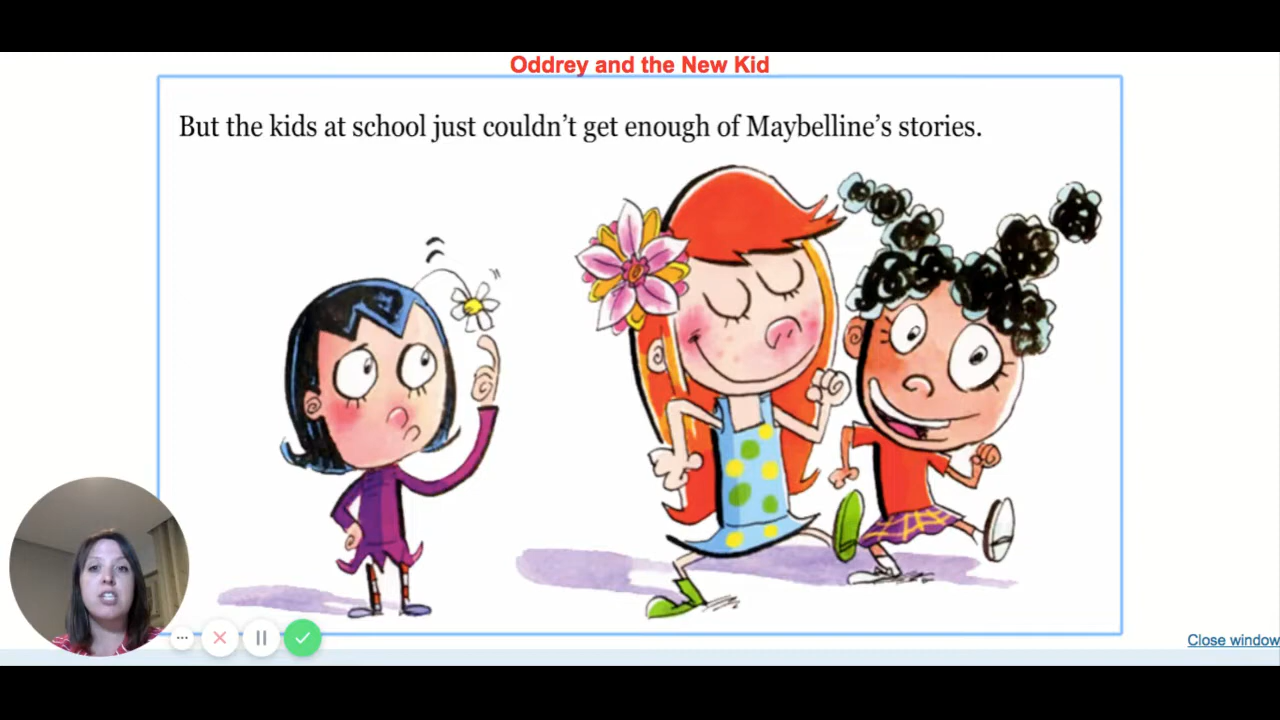 Oddrey and the New Kid
But the kids at school just couldn’t get enough of Maybelline’s stories.
Close window